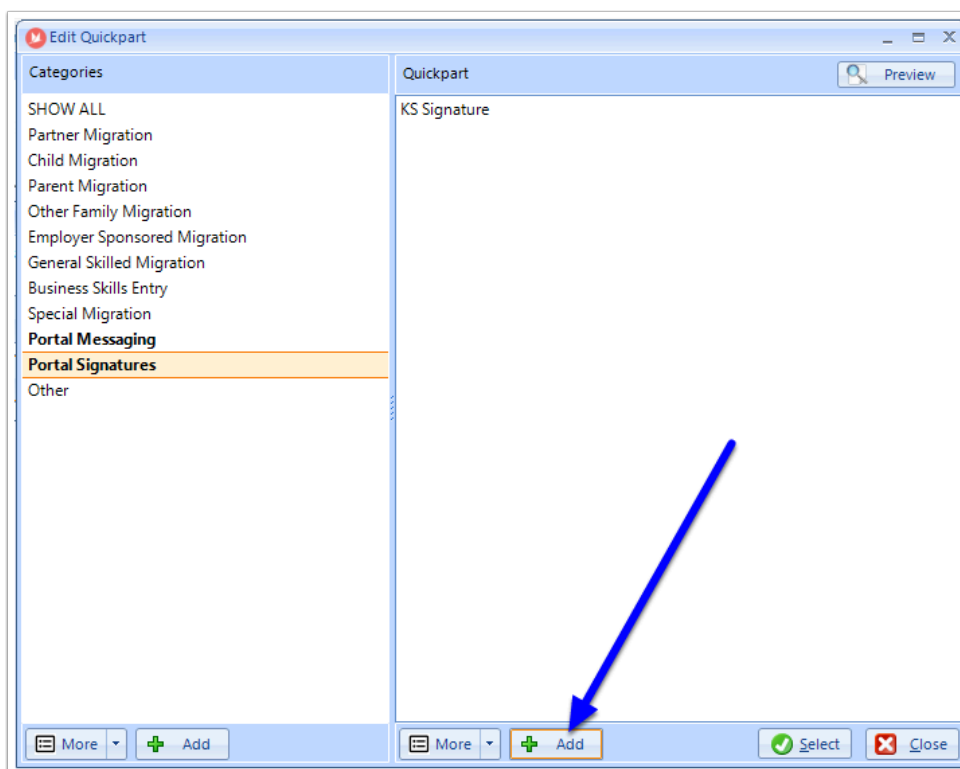 Edit Quickpart
Categories
SHOW ALL
Partner Migration
Child Migration
Parent Migration
Other Family Migration
Employer Sponsored Migration
General Skilled Migration
Business Skills Entry
Special Migration
Portal Messaging
Portal Signatures
Other
More Add
Quickpart Preview
KS Signature
More Add Select Close